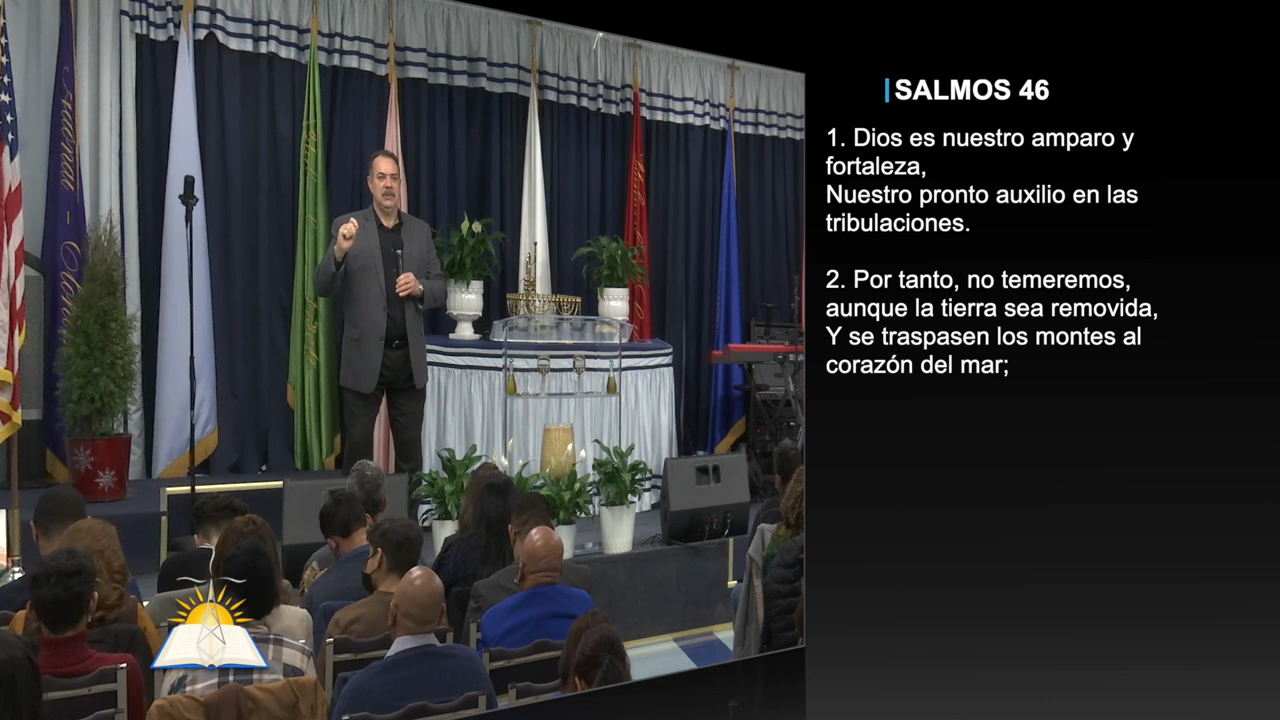 SALMOS 46
1. Dios es nuestro amparo y
fortaleza,
Nuestro pronto auxilio en las
tribulaciones.
2. Por tanto, no temeremos,
aunque la tierra sea removida,
Y se traspasen los montes al
corazón del mar;